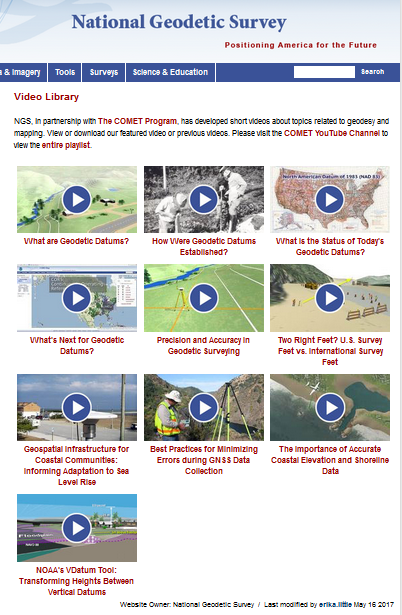 National Geodetic Survey
Positioning America for the Future
& Imagery Tools Surveys Science & Education Search
Video Library
NGS, in partnership with The COMET Program, has developed short videos about topics related to geodesy and
mapping. View or download our featured video or previous videos. Please visit the COMET YouTube Channel to
view the entire playlist.
North American Datum of 1983 (NAD 83)
What are Geodetic Datums?
How Were Geodetic Datums
Established?
What is the Status of Today's
Geodetic Datums?
What's Next for Geodetic
Datums?
Precision and Accuracy in
Geodetic Surveying
Two Right Feet? U.S. Survey
Feet vs. International Survey
Feet
Geospatial Infrastructure for
Coastal Communities:
Informing Adaptation to Sea
Level Rise
Best Practices for Minimizing
Errors during GNSS Data
Collection
The Importance of Accurate
Coastal Elevation and Shoreline
Data
NOAA's VDatum Tool:
Transforming Heights Between
Vertical Datums
Website Owner: National Geodetic Survey / Last modified by erika.little May 16 2017